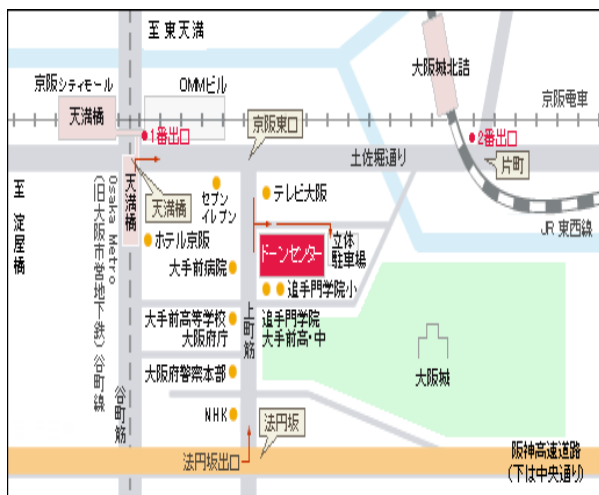 至東天満
京阪シティモール
OMMビル
大阪城北詰
天満橋
京阪電車
1番出口
京阪東口
2番出口
土佐堀通り
片町
至 淀屋橋
天満橋
天満橋
セブン
イレブン
テレビ大阪
Osaka Metro
(旧大阪市営地下鉄)谷町線
ホテル京阪
ドーンセンター
立体
駐車場
JR 東西線
大手前病院
追手門学院小
大手前高等学校
大阪府庁
上町筋
追手門学院
大手前高・中
大阪府警察本部
大阪城
谷町筋
NHK
法円坂
法円坂出口
阪神高速道路
(下は中央通り)